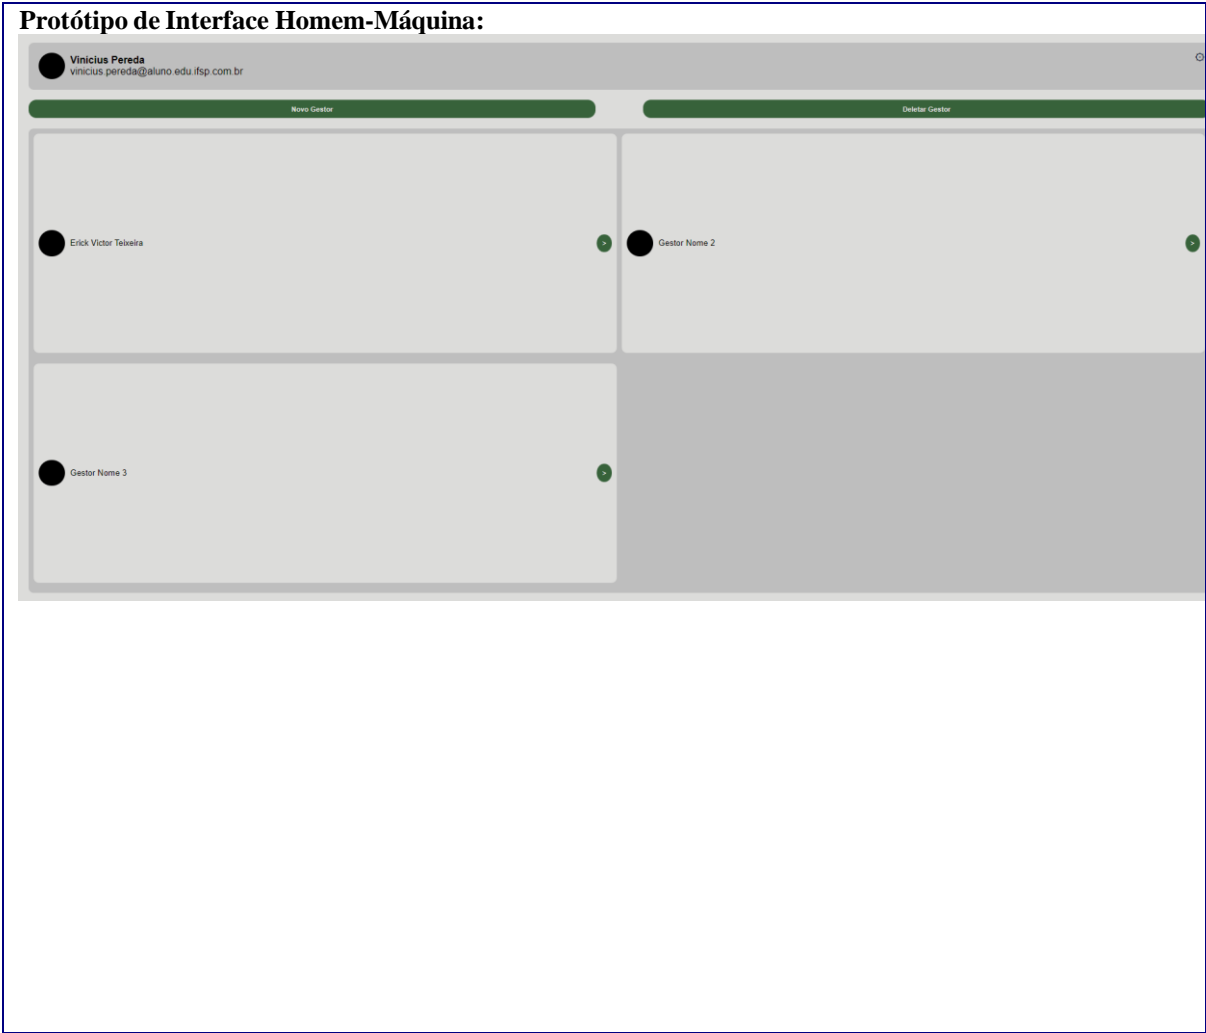 Protótipo de Interface Homem-Máquina:
Vinicius Pereda
vinicius.pereda@aluno.edu.ifsp.com.br
Novo Gestor
Deletar Gestor
Erick Victor Teixeira
>
Gestor Nome 2
>
Gestor Nome 3
>